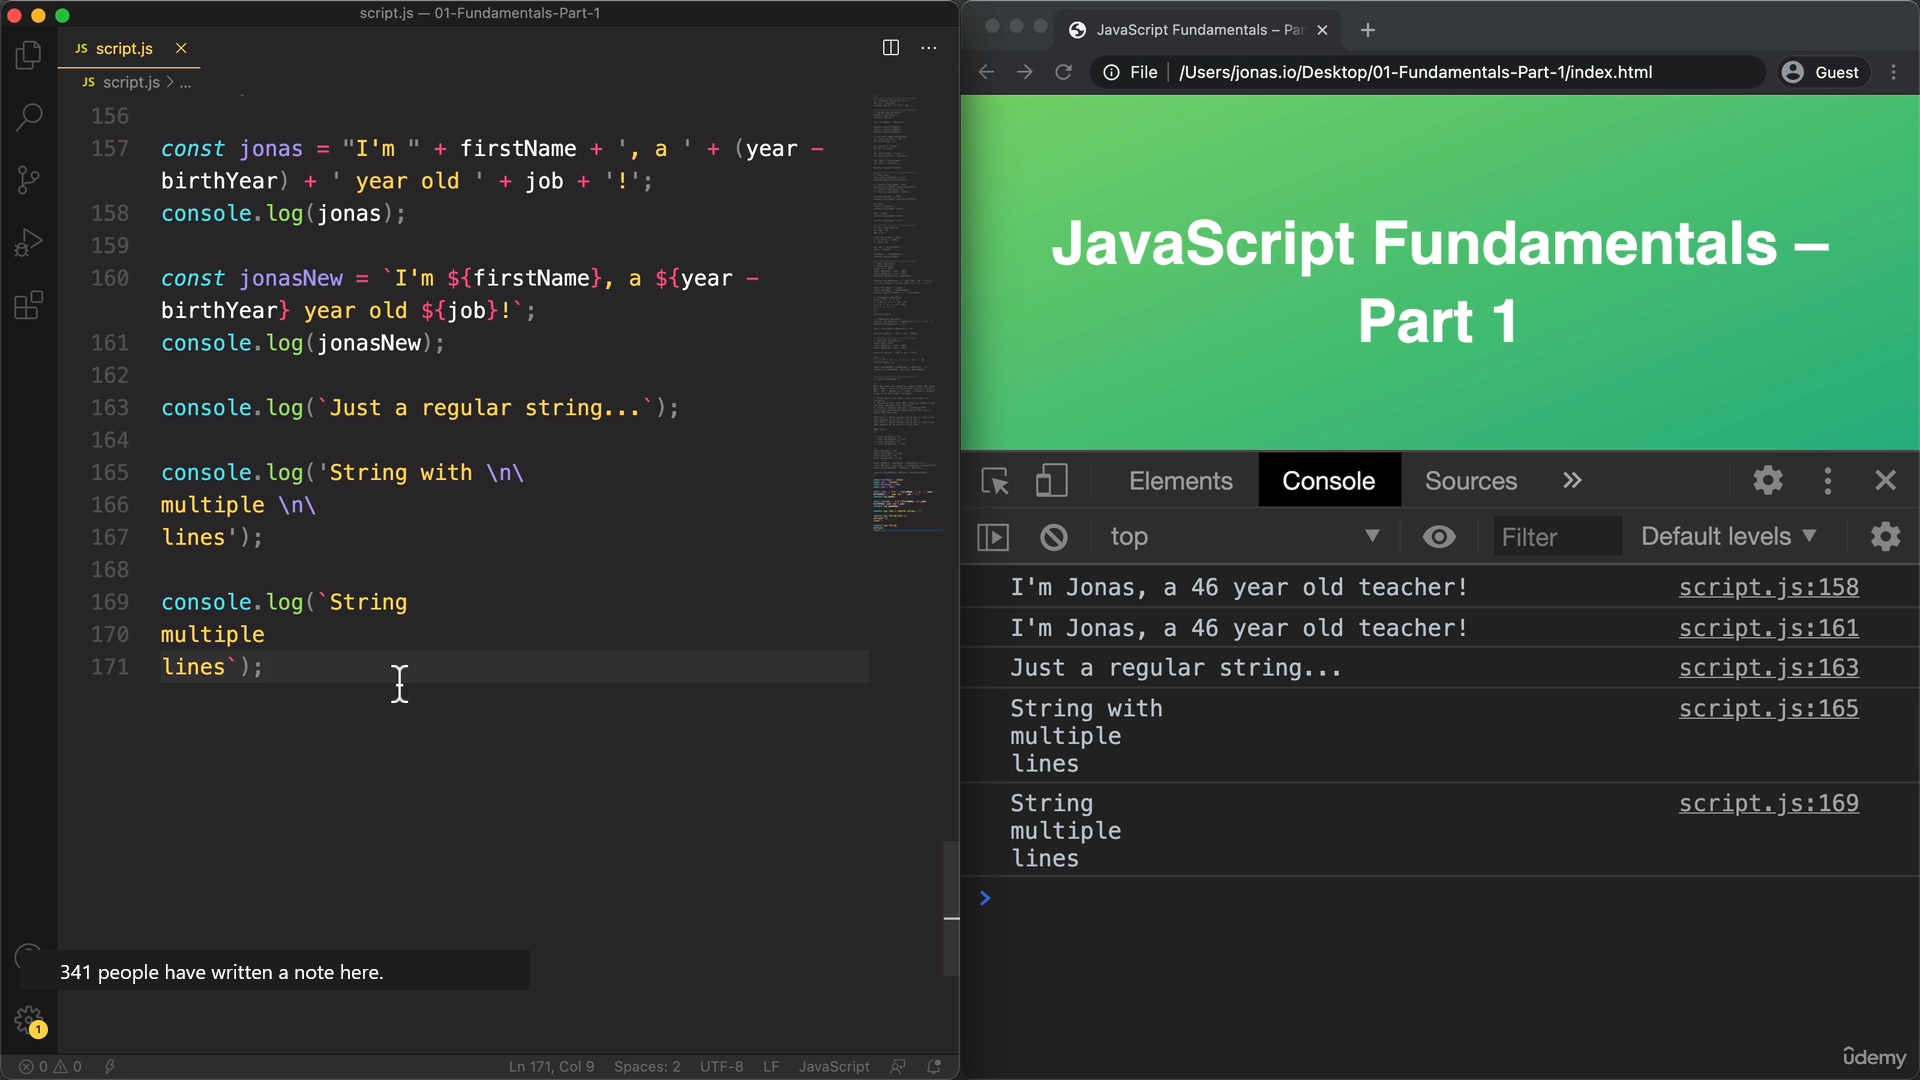 script.js — 01-Fundamentals-Part-1
JS script.js
JS script.js > ...
156
157 const jonas = "I'm " + firstName + ', a ' + (year -
birthYear) + ' year old ' + job + '!';
158 console.log(jonas);
159
160 const jonasNew = `I'm ${firstName}, a ${year -
birthYear} year old ${job}!`;
161 console.log(jonasNew);
162
163 console.log(`Just a regular string...`);
164
165 console.log('String with \n\
166 multiple \n\
167 lines');
168
169 console.log(`String
170 multiple
171 lines`);
341 people have written a note here.
1
0 0
Ln 171, Col 9 Spaces: 2 UTF-8 LF JavaScript
JavaScript Fundamentals – Par
File /Users/jonas.io/Desktop/01-Fundamentals-Part-1/index.html Guest
JavaScript Fundamentals –
Part 1
Elements Console Sources
top Filter Default levels
I'm Jonas, a 46 year old teacher! script.js:158
I'm Jonas, a 46 year old teacher! script.js:161
Just a regular string... script.js:163
String with script.js:165
multiple
lines
String script.js:169
multiple
lines
>
ûdemy